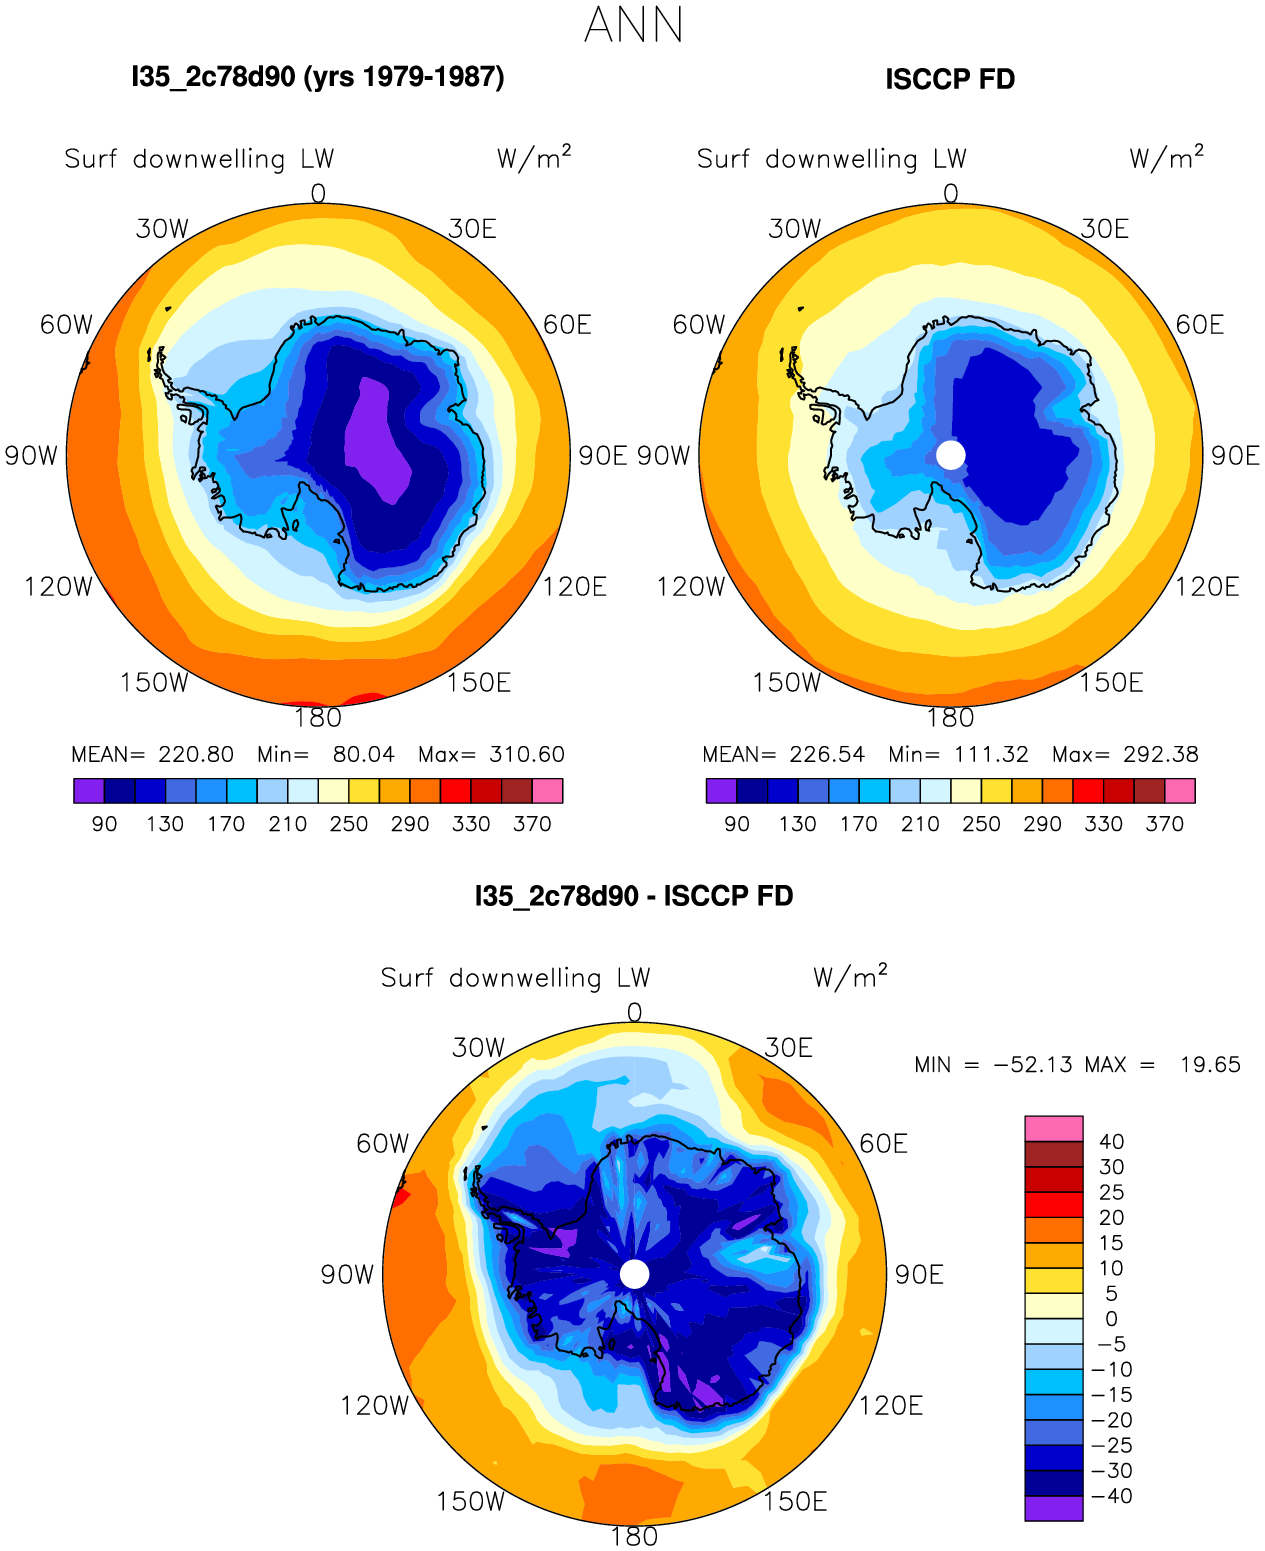 ANN
I35_2c78d90 (yrs 1979-1987)
ISCCP FD
Surf downwelling LW W/m²
Surf downwelling LW W/m²
0
30W 30E
60W 60E
90W 90E
120W 120E
150W 150E
180
0
30W 30E
60W 60E
90W 90E
120W 120E
150W 150E
180
MEAN= 220.80 Min= 80.04 Max= 310.60
90 130 170 210 250 290 330 370
MEAN= 226.54 Min= 111.32 Max= 292.38
90 130 170 210 250 290 330 370
I35_2c78d90 - ISCCP FD
Surf downwelling LW W/m²
0
30W 30E
60W 60E
90W 90E
120W 120E
150W 150E
180
MIN = −52.13 MAX = 19.65
40
30
25
20
15
10
5
0
−5
−10
−15
−20
−25
−30
−40